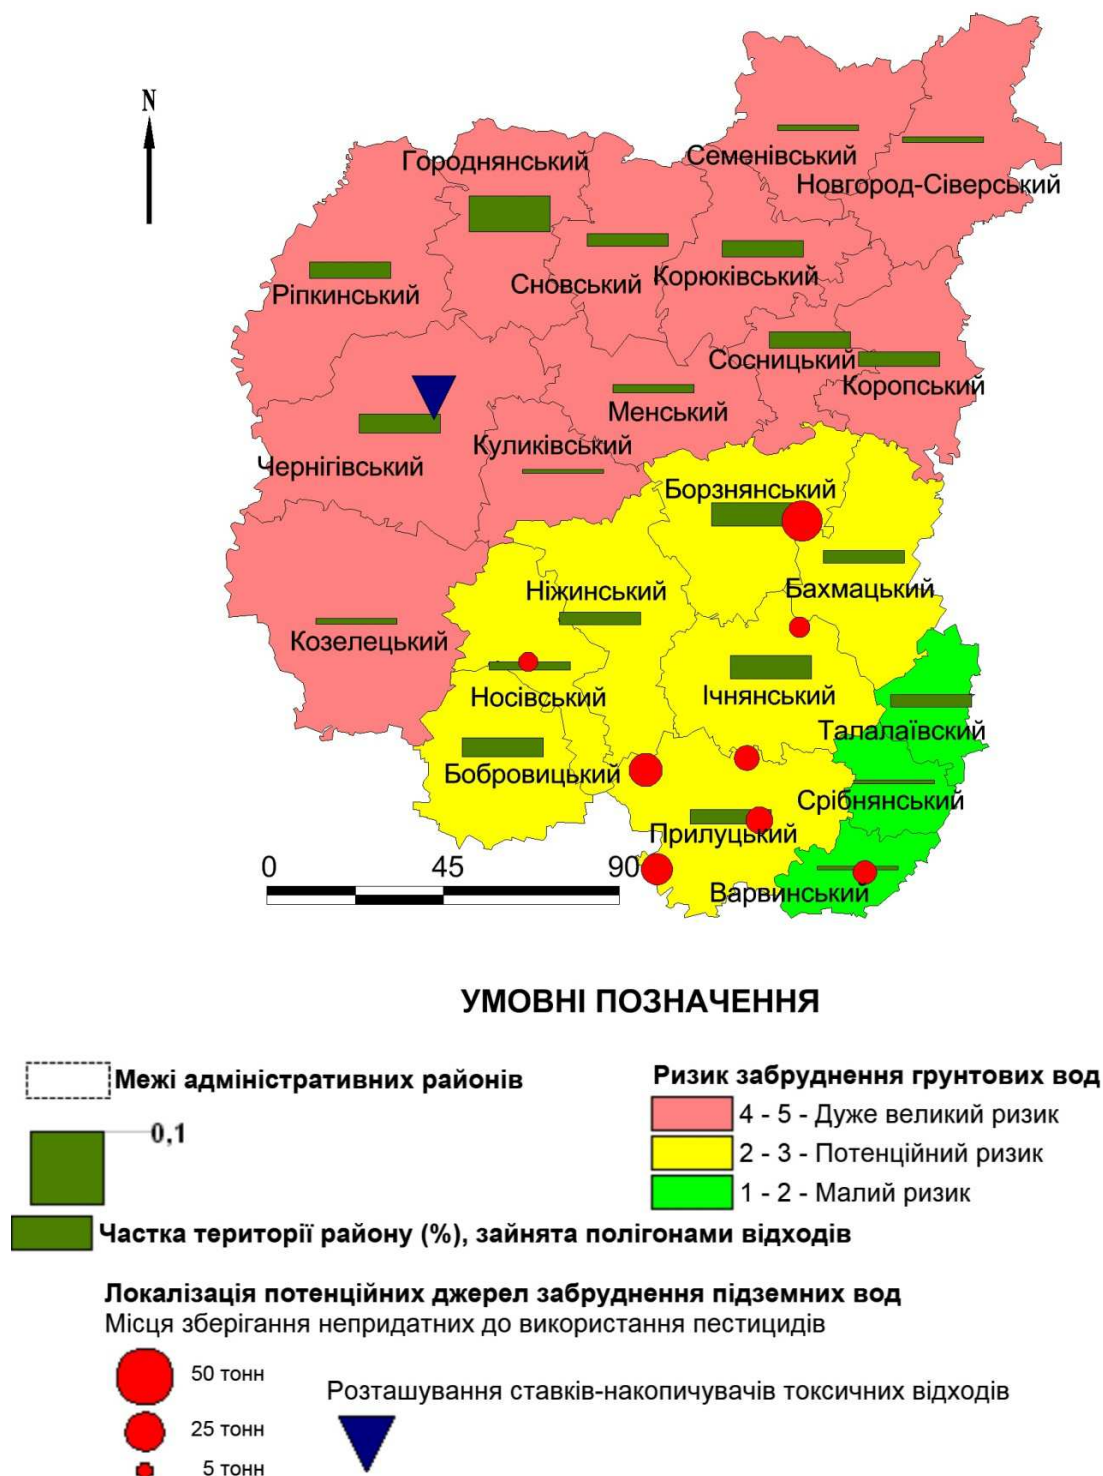 N
Городнянський
Семенівський
Новгород-Сіверський
Сновський
Корюківський
Ріпкинський
Сосницький
Коропський
Менський
Куликівський
Чернігівський
Борзнянський
Ніжинський
Бахмацький
Козелецький
Носівський
Ічнянський
Талалаївский
Бобровицький
Срібнянський
Прилуцький
Варвинський
0 45 90
УМОВНІ ПОЗНАЧЕННЯ
Межі адміністративних районів
0,1
Частка території району (%), зайнята полігонами відходів
Ризик забруднення грунтових вод
4 - 5 - Дуже великий ризик
2 - 3 - Потенційний ризик
1 - 2 - Малий ризик
Локалізація потенційних джерел забруднення підземних вод
Місця зберігання непридатних до використання пестицидів
50 тонн
25 тонн
5 тонн
Розташування ставків-накопичувачів токсичних відходів